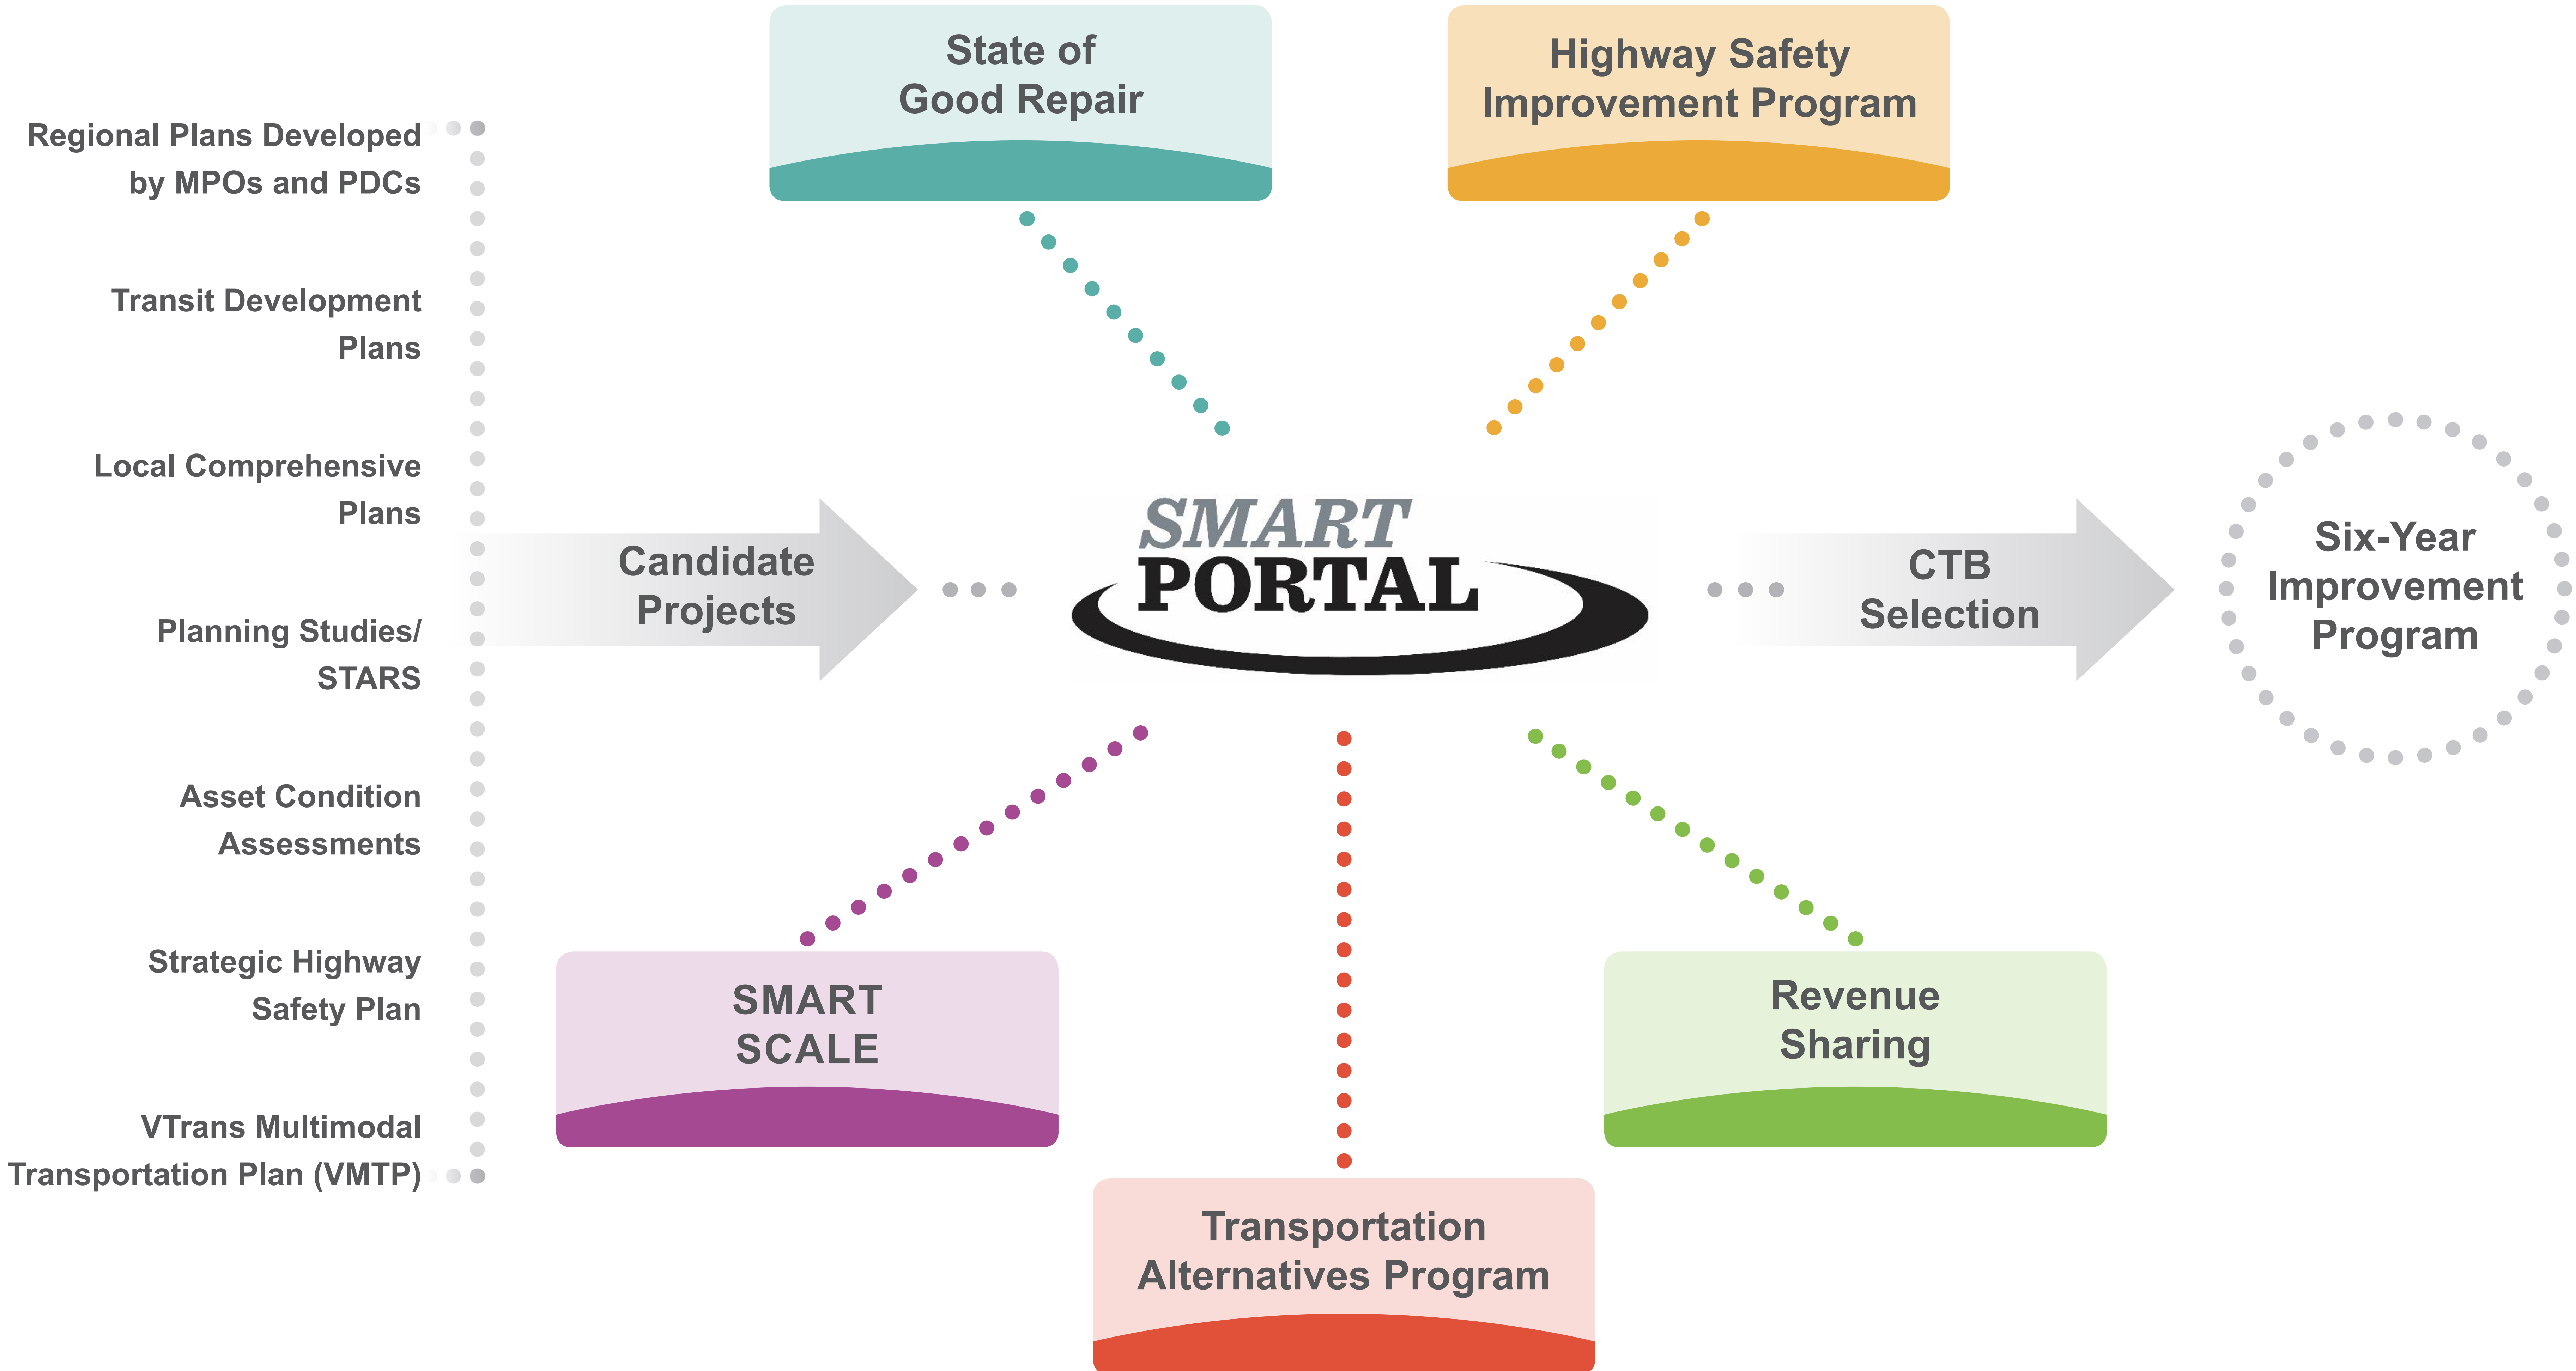 State of
Good Repair
Highway Safety
Improvement Program
Regional Plans Developed
by MPOs and PDCs
Transit Development
Plans
Local Comprehensive
Plans
Planning Studies/
STARS
Asset Condition
Assessments
Strategic Highway
Safety Plan
VTrans Multimodal
Transportation Plan (VMTP)
Candidate
Projects
SMART
PORTAL
CTB
Selection
Six-Year
Improvement
Program
SMART
SCALE
Transportation
Alternatives Program
Revenue
Sharing